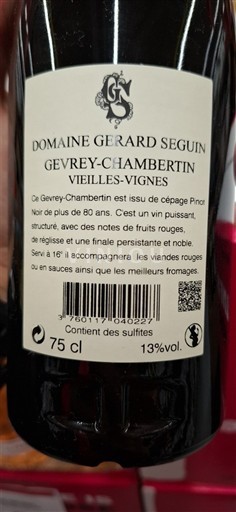 GS
DOMAINE GERARD SEGUIN
GEVREY-CHAMBERTIN
VIEILLES-VIGNES
Ce Gevrey-Chambertin est issu de cépage Pinot
Noir de plus de 80 ans. C'est un vin puissant,
structuré, avec des notes de fruits rouges,
de réglisse et une finale persistante et noble.
Servi à 16° il accompagnera les viandes rouges
ou en sauces ainsi que les meilleurs fromages.
3 760117 040227
Contient des sulfites
75 cl 13%vol.